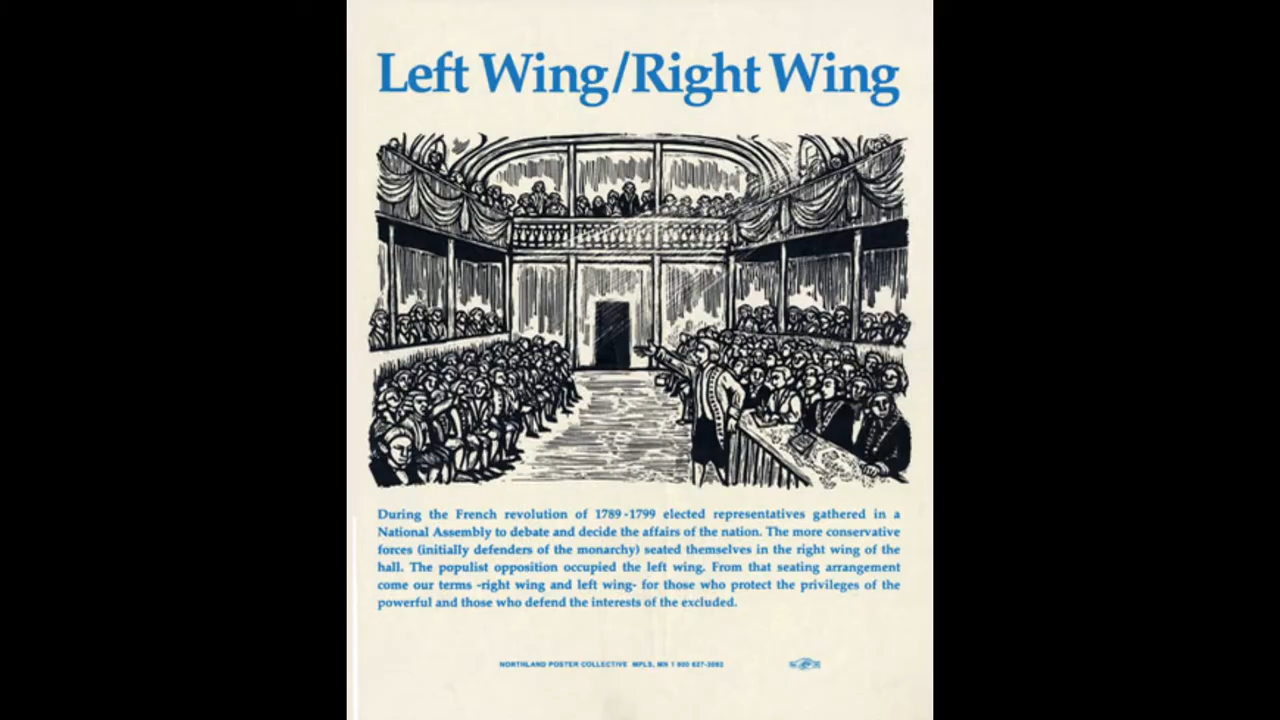 Left Wing/Right Wing
During the French revolution of 1789-1799 elected representatives gathered in a
National Assembly to debate and decide the affairs of the nation. The more conservative
forces (initially defenders of the monarchy) seated themselves in the right wing of the
hall. The populist opposition occupied the left wing. From that seating arrangement
come our terms -right wing and left wing- for those who protect the privileges of the
powerful and those who defend the interests of the excluded.
NORTHLAND POSTER COLLECTIVE MPLS, MN 1 800 627-3082